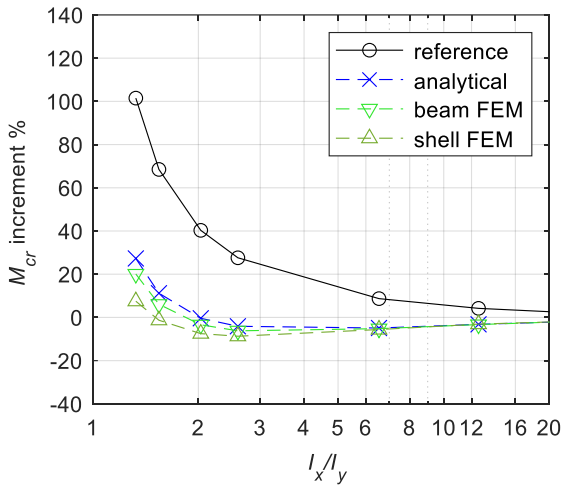 140
120
100
80
60
40
20
0
-20
-40
M_cr increment %
reference
analytical
beam FEM
shell FEM
1 2 3 4 5 6 8 10 12 16 20
I_x/I_y